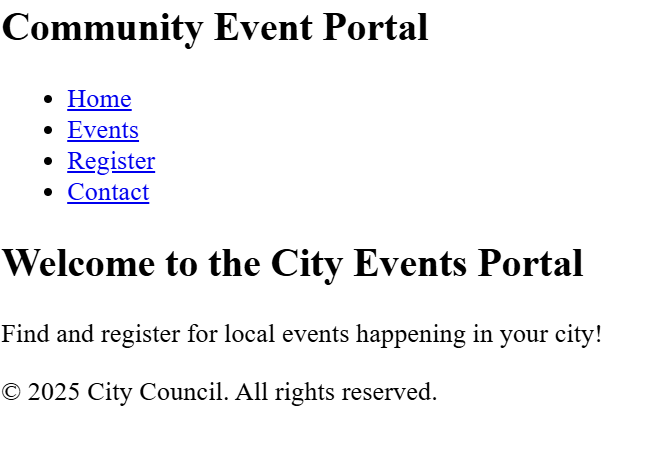 Community Event Portal
Home
Events
Register
Contact
Welcome to the City Events Portal
Find and register for local events happening in your city!
© 2025 City Council. All rights reserved.